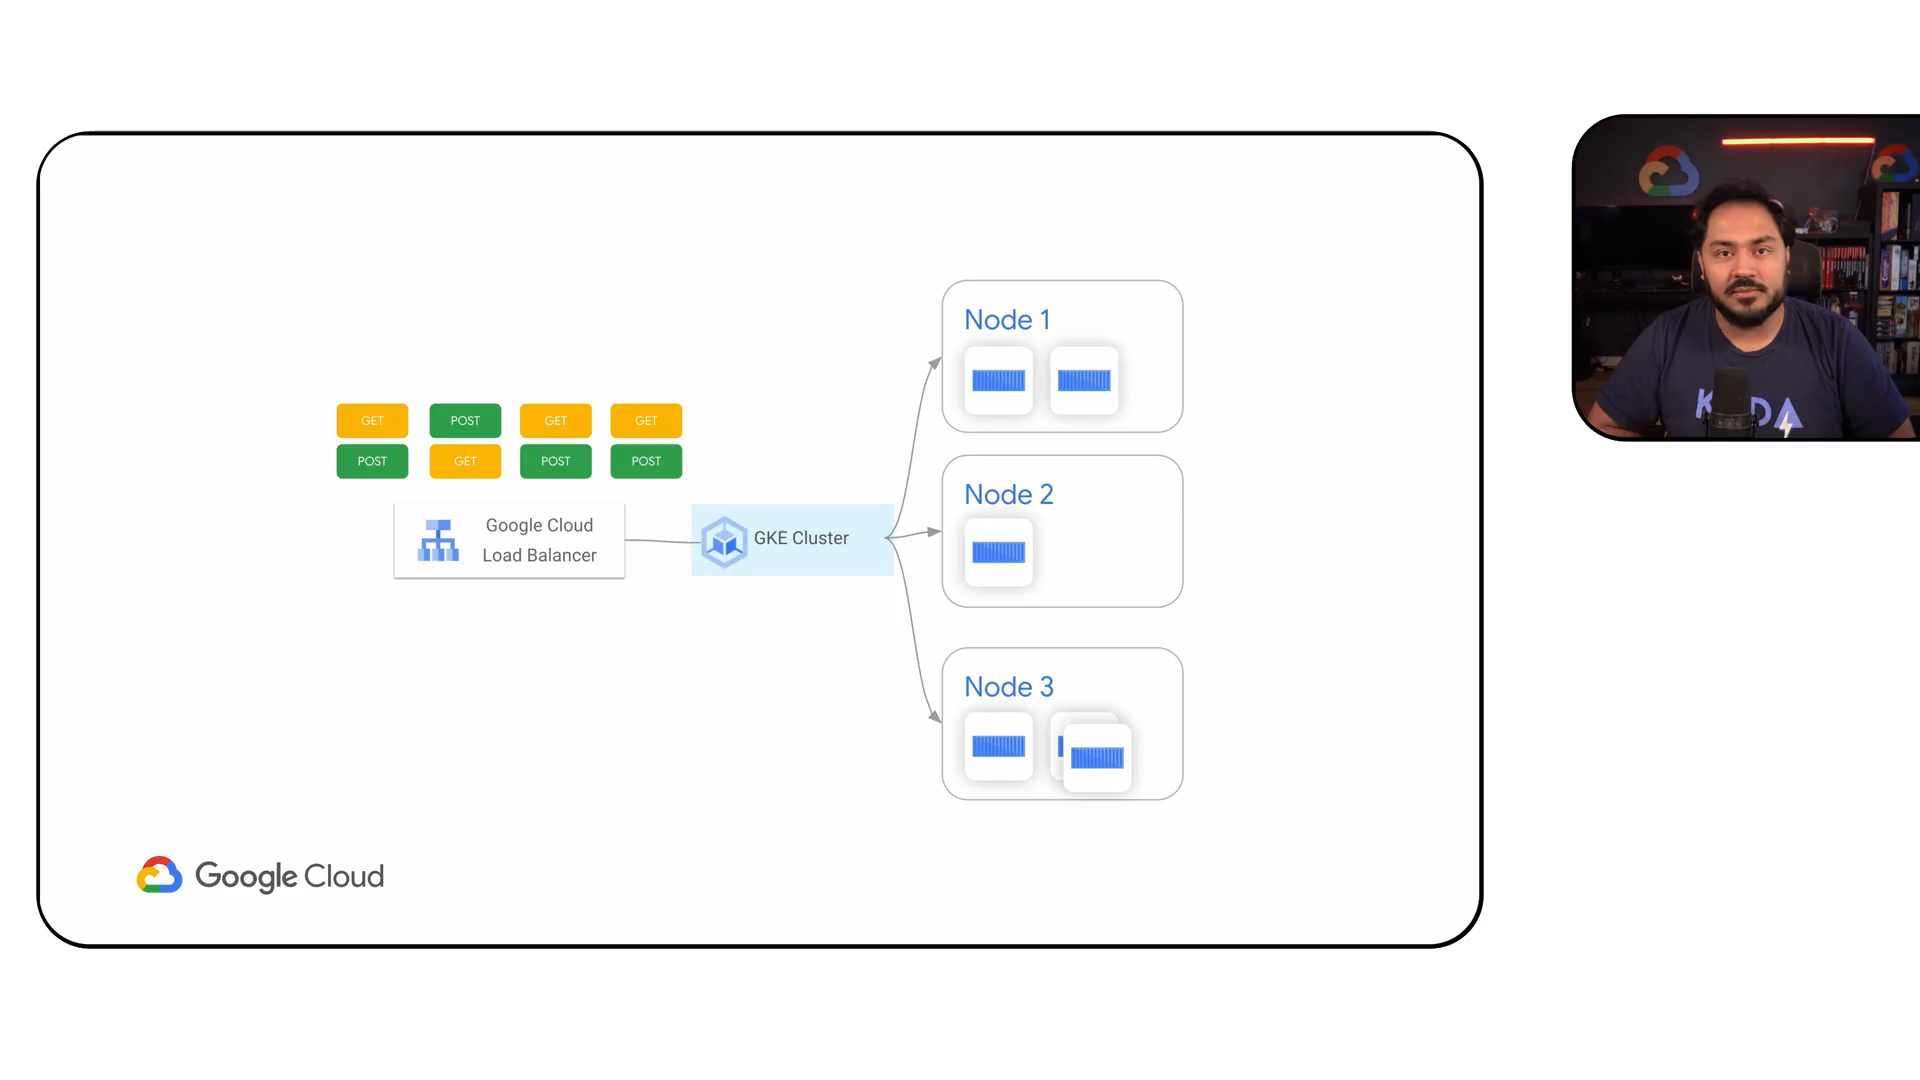 Node 1
GET POST GET GET
POST GET POST POST
Node 2
Google Cloud
Load Balancer
GKE Cluster
Node 3
Google Cloud